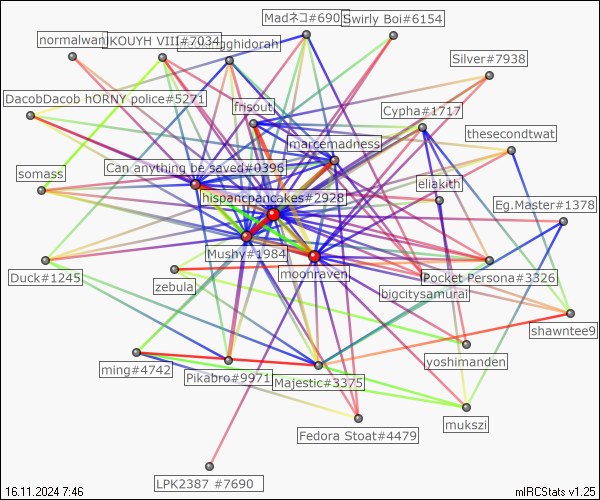 Madネコ#690
Swirly Boi#6154
normalwan
KOUYH VIII#7034
ghidorah
Silver#7938
DacobDacob hORNY police#5271
frisout
Cypha#1717
thesecondtwat
marcemadness
somass
Can anything be saved#0396
eliakith
hispancpancakes#2928
Eg.Master#1378
Mushy#1984
moonraven
Duck#1245
zebula
Pocket Persona#3326
bigcitysamurai
shawntee9
yoshimanden
ming#4742
Pikabro#9971
Majestic#3375
mukszi
Fedora Stoat#4479
LPK2387 #7690
16.11.2024 7:46
mIRCStats v1.25